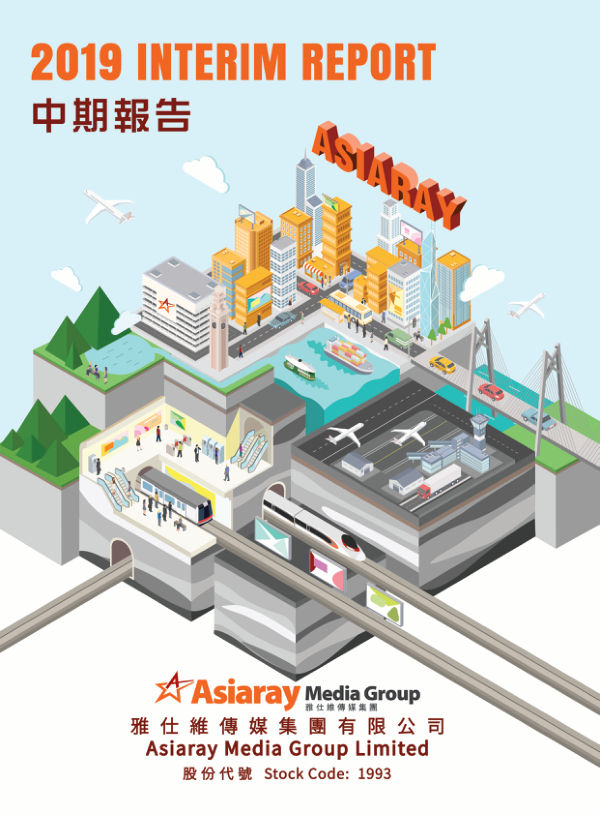 2019 INTERIM REPORT
中期報告
ASIARAY
Asiaray Media Group
雅仕維傳媒集團
雅仕維傳媒集團有限公司
Asiaray Media Group Limited
股份代號 Stock Code: 1993